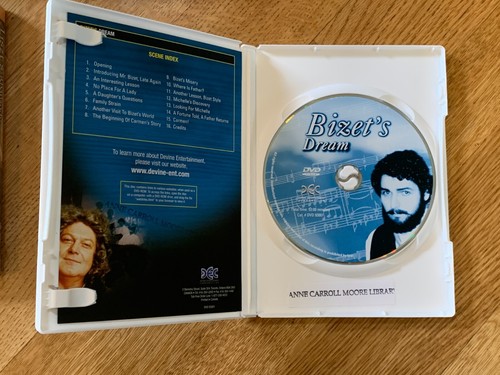 DREAM
SCENE INDEX
1. Opening
2. Introducing Mr. Bizet, Late Again
3. An Interesting Lesson
4. No Place For A Lady
5. A Daughter's Questions
6. Family Strain
7. Another Visit To Bizet's World
8. The Beginning Of Carmen's Story
9. Bizet's Misery
10. Where is Father?
11. Another Lesson, Bizet Style
12. Michelle's Discovery
13. Looking For Michelle
14. A Fortune Told, A Father Returns
15. Carmen!
16. Credits
To learn more about Devine Entertainment,
please visit our website.
www.devine-ent.com
Bizet's
Dream
DVD
ANNE CARROLL MOORE LIBRAR